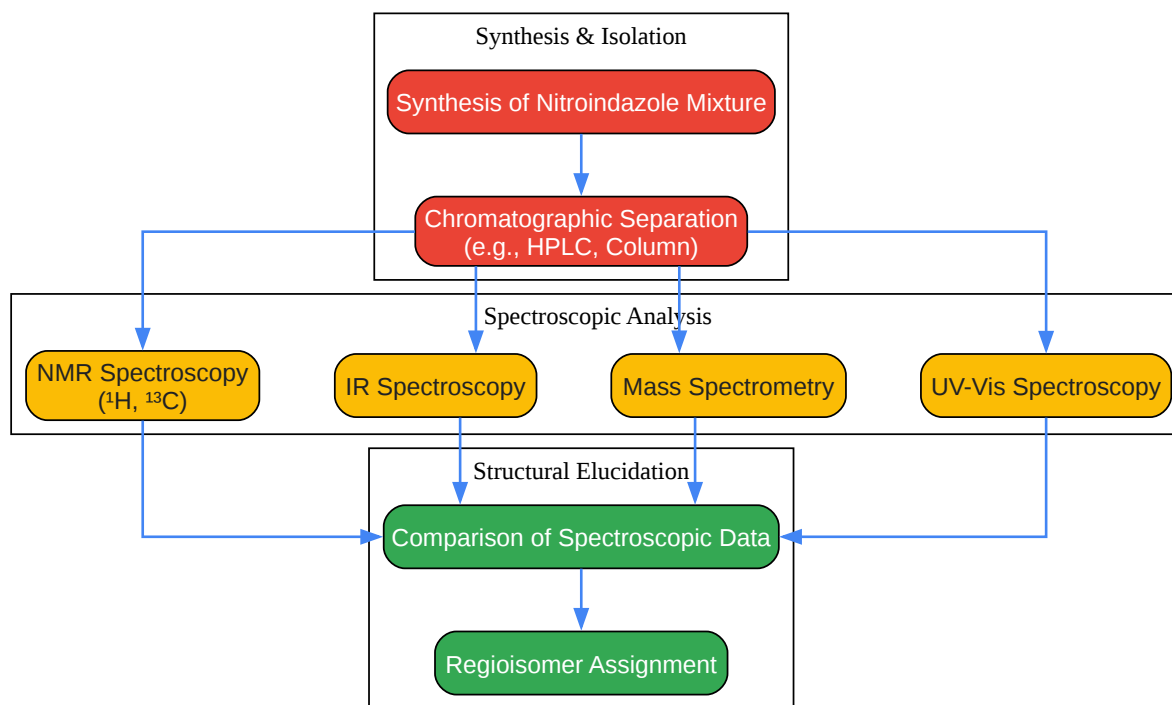 Synthesis & Isolation
Synthesis of Nitroindazole Mixture
Chromatographic Separation
(e.g., HPLC, Column)
Spectroscopic Analysis
NMR Spectroscopy
(¹H, ¹³C)
IR Spectroscopy
Mass Spectrometry
UV-Vis Spectroscopy
Structural Elucidation
Comparison of Spectroscopic Data
Regioisomer Assignment